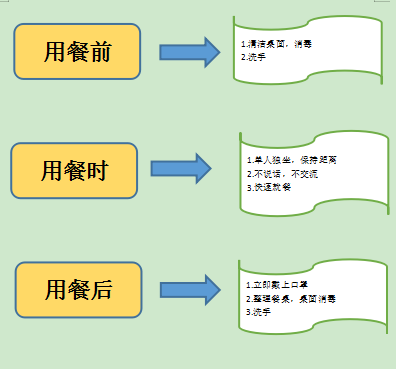 用餐前
1.清洁桌面，消毒
2.洗手
用餐时
1.单人独坐，保持距离
2.不说话，不交流
3.快速就餐
用餐后
1.立即戴上口罩
2.整理餐桌，桌面消毒
3.洗手